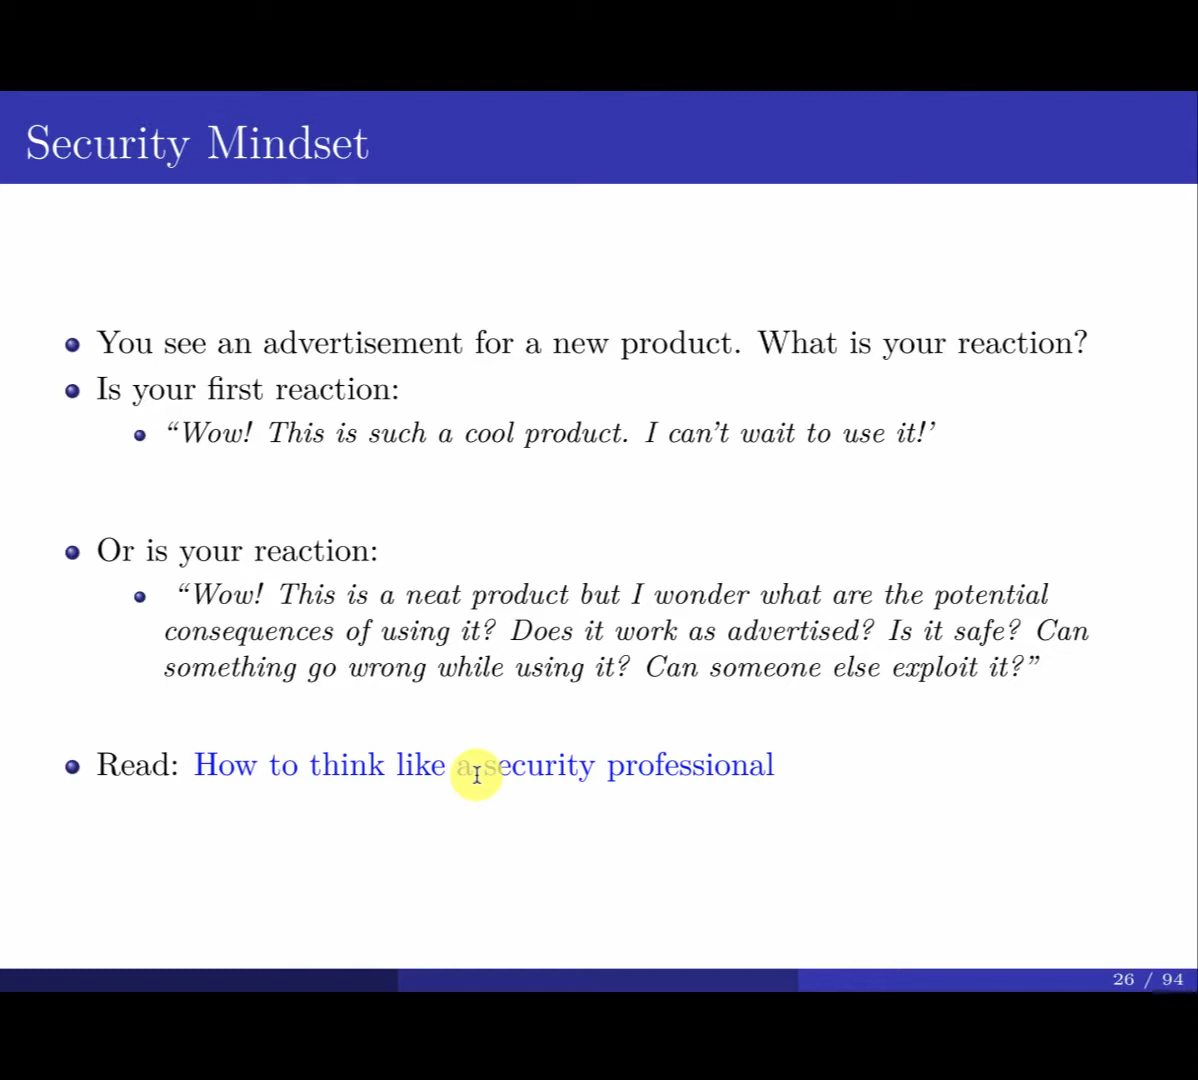 Security Mindset
You see an advertisement for a new product. What is your reaction?
Is your first reaction:
“Wow! This is such a cool product. I can’t wait to use it!’
Or is your reaction:
“Wow! This is a neat product but I wonder what are the potential
consequences of using it? Does it work as advertised? Is it safe? Can
something go wrong while using it? Can someone else exploit it?”
Read: How to think like a security professional
26 / 94